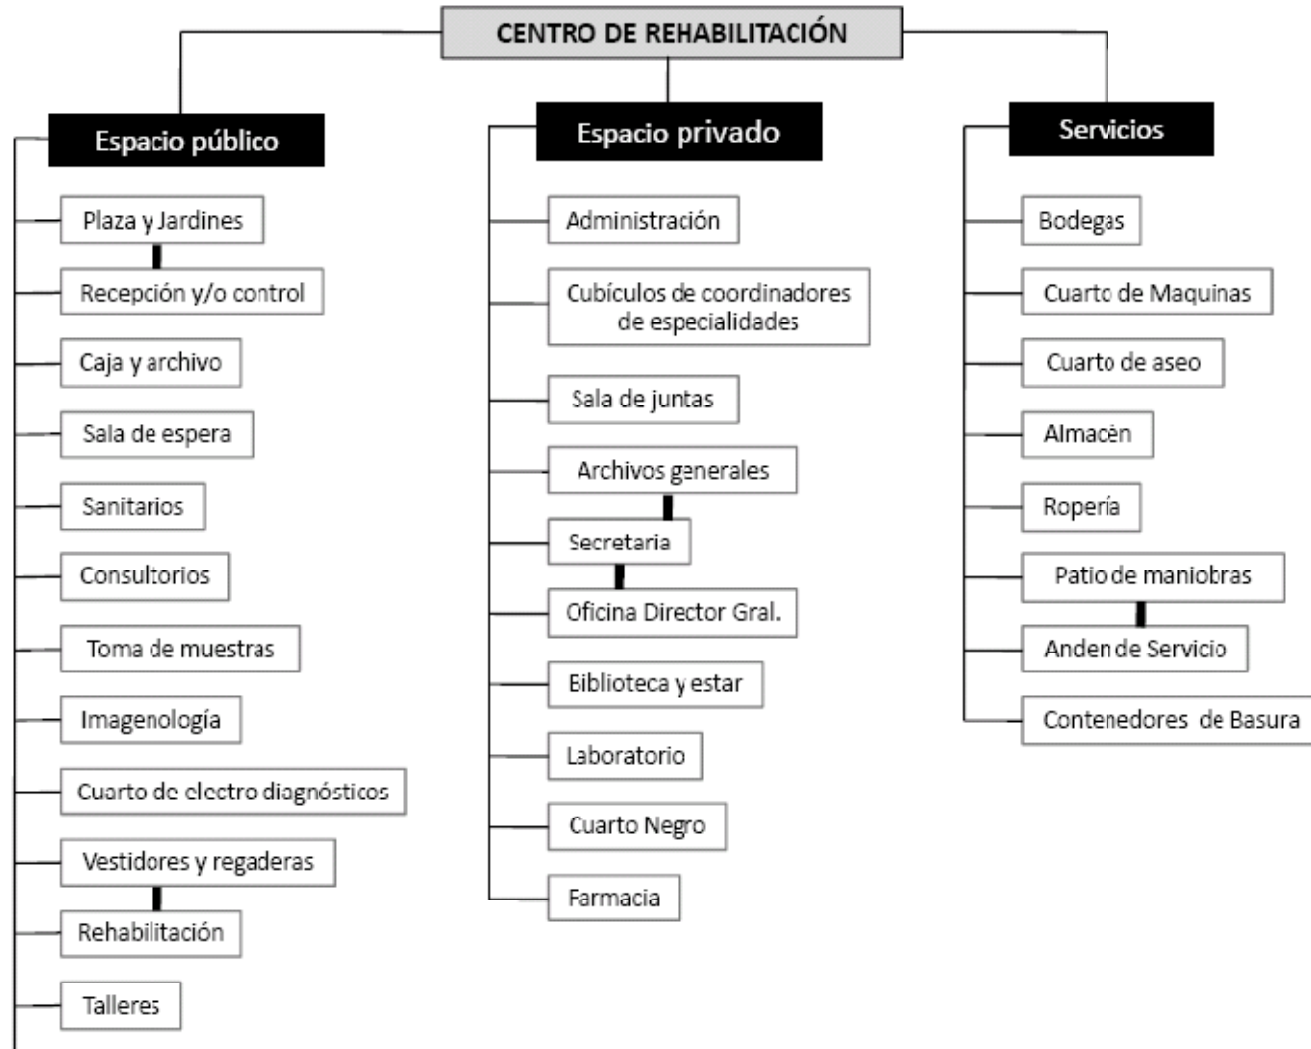 CENTRO DE REHABILITACIÓN
Espacio público
Plaza y Jardines
Recepción y/o control
Caja y archivo
Sala de espera
Sanitarios
Consultorios
Toma de muestras
Imagenología
Cuarto de electro diagnósticos
Vestidores y regaderas
Rehabilitación
Talleres
Espacio privado
Administración
Cubículos de coordinadores
de especialidades
Sala de juntas
Archivos generales
Secretaria
Oficina Director Gral.
Biblioteca y estar
Laboratorio
Cuarto Negro
Farmacia
Servicios
Bodegas
Cuarto de Maquinas
Cuarto de aseo
Almacén
Ropería
Patio de maniobras
Anden de Servicio
Contenedores de Basura